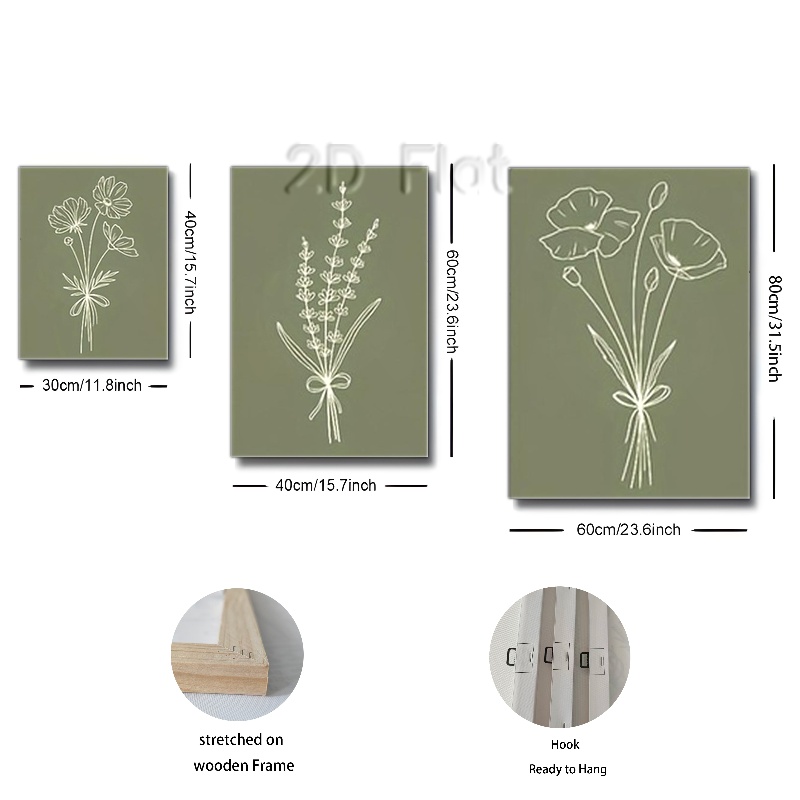 2D Flat
40cm/15.7inch
30cm/11.8inch
60cm/23.6inch
40cm/15.7inch
80cm/31.5inch
60cm/23.6inch
stretched on
wooden Frame
Hook
Ready to Hang